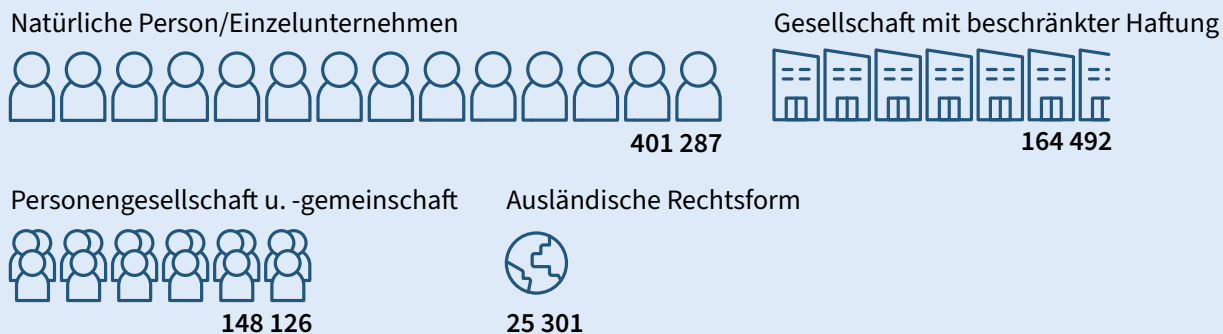 Natürliche Person/Einzelunternehmen
401 287
Gesellschaft mit beschränkter Haftung
164 492
Personengesellschaft u. -gemeinschaft
148 126
Ausländische Rechtsform
25 301